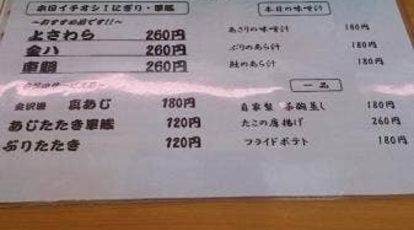 本日イチオシ!にぎり・軍艦
～おすすめ品です!!～
よさわら 260円
金八 260円
車鯛 260円
真あじ 180円
あじたたき軍艦 120円
ぶりたたき 120円
本日の味噌汁
あさりの味噌汁 180円
ぶりのあら汁 180円
鮭のあら汁 180円
一品
自家製 茶碗蒸し 180円
たこの唐揚げ 260円
フライドポテト 180円